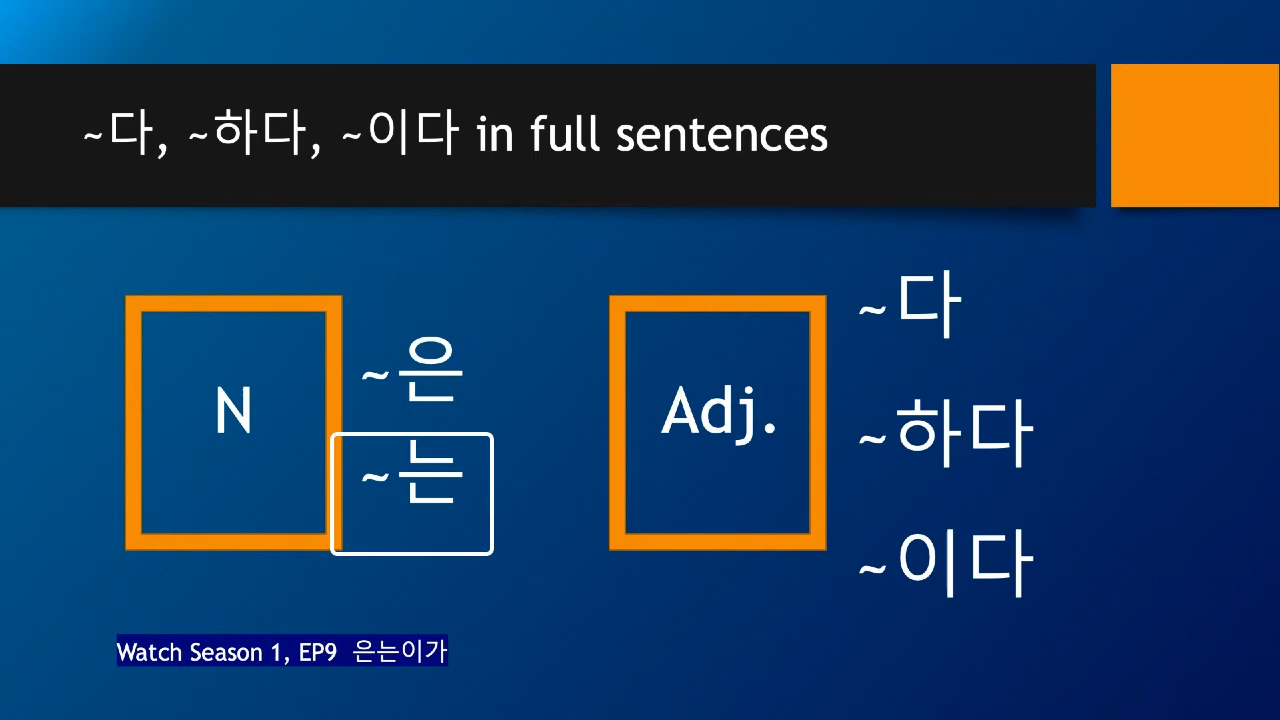 ~다, ~하다, ~이다 in full sentences
N
~은
~는
Adj.
~다
~하다
~이다
Watch Season 1, EP9 은는이가